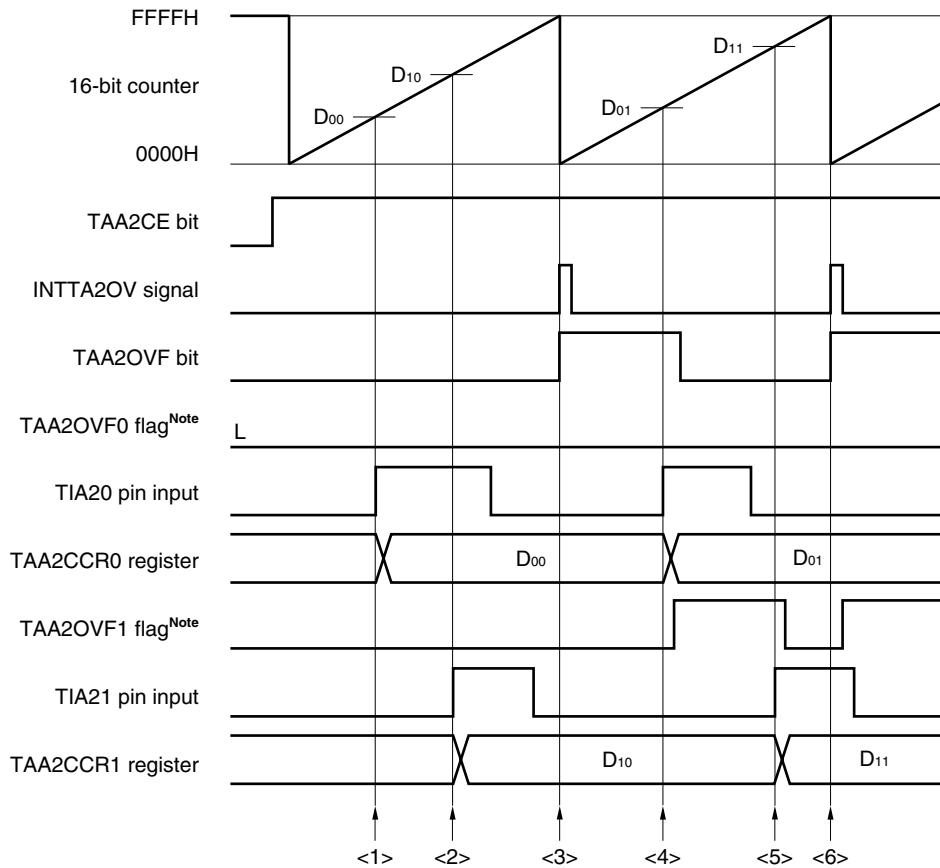 FFFFH
D11
D10
16-bit counter
D01
D00
0000H
TAA2CE bit
INTTA2OV signal
TAA2OVF bit
TAA2OVF0 flagNote
L
TIA20 pin input
TAA2CCR0 register
D00
D01
TAA2OVF1 flagNote
TIA21 pin input
TAA2CCR1 register
D10
D11
<1> <2> <3> <4> <5> <6>